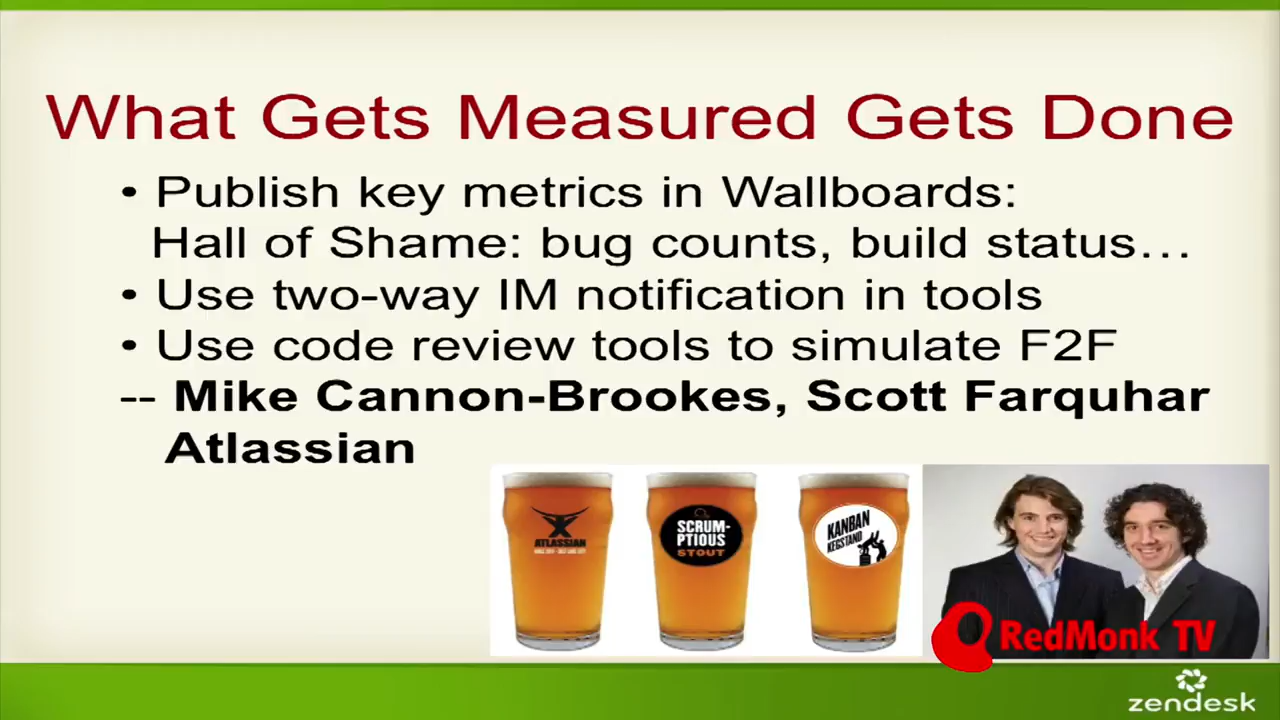 What Gets Measured Gets Done
• Publish key metrics in Wallboards:
Hall of Shame: bug counts, build status…
• Use two-way IM notification in tools
• Use code review tools to simulate F2F
-- Mike Cannon-Brookes, Scott Farquhar
Atlassian
ATLASSIAN
SCRUM-
PTIOUS
STOUT
KANBAN
KEGSTAND
RedMonk TV
zendesk